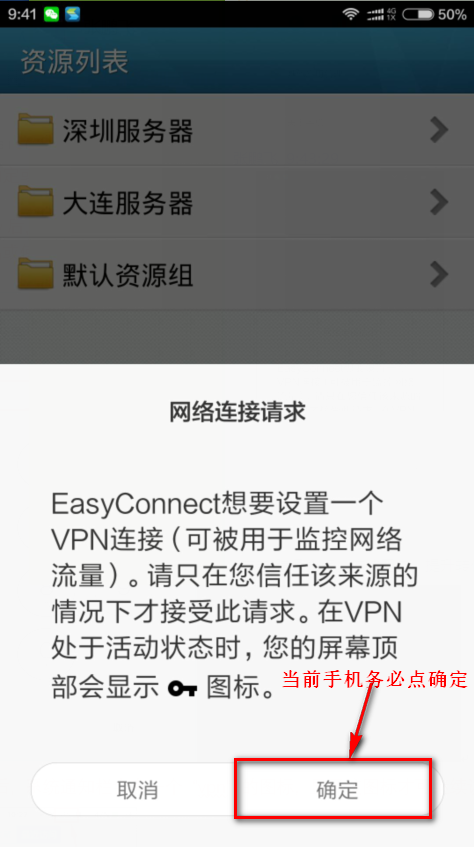 9:41 4G 1X 50%
资源列表
深圳服务器
大连服务器
默认资源组
网络连接请求
EasyConnect想要设置一个
VPN连接（可被用于监控网络
流量）。请只在您信任该来源的
情况下才接受此请求。在VPN
处于活动状态时，您的屏幕顶
部会显示 图标。
当前手机务必点确定
取消 确定